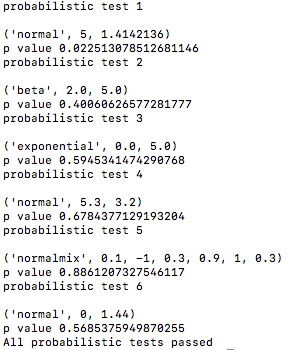 probabilistic test 1
('normal', 5, 1.4142136)
p value 0.022513078512681146
probabilistic test 2
('beta', 2.0, 5.0)
p value 0.40060626577281777
probabilistic test 3
('exponential', 0.0, 5.0)
p value 0.5945341474290768
probabilistic test 4
('normal', 5.3, 3.2)
p value 0.6784377129193204
probabilistic test 5
('normalmix', 0.1, -1, 0.3, 0.9, 1, 0.3)
p value 0.8861207327546117
probabilistic test 6
('normal', 0, 1.44)
p value 0.5685375949870255
All probabilistic tests passed